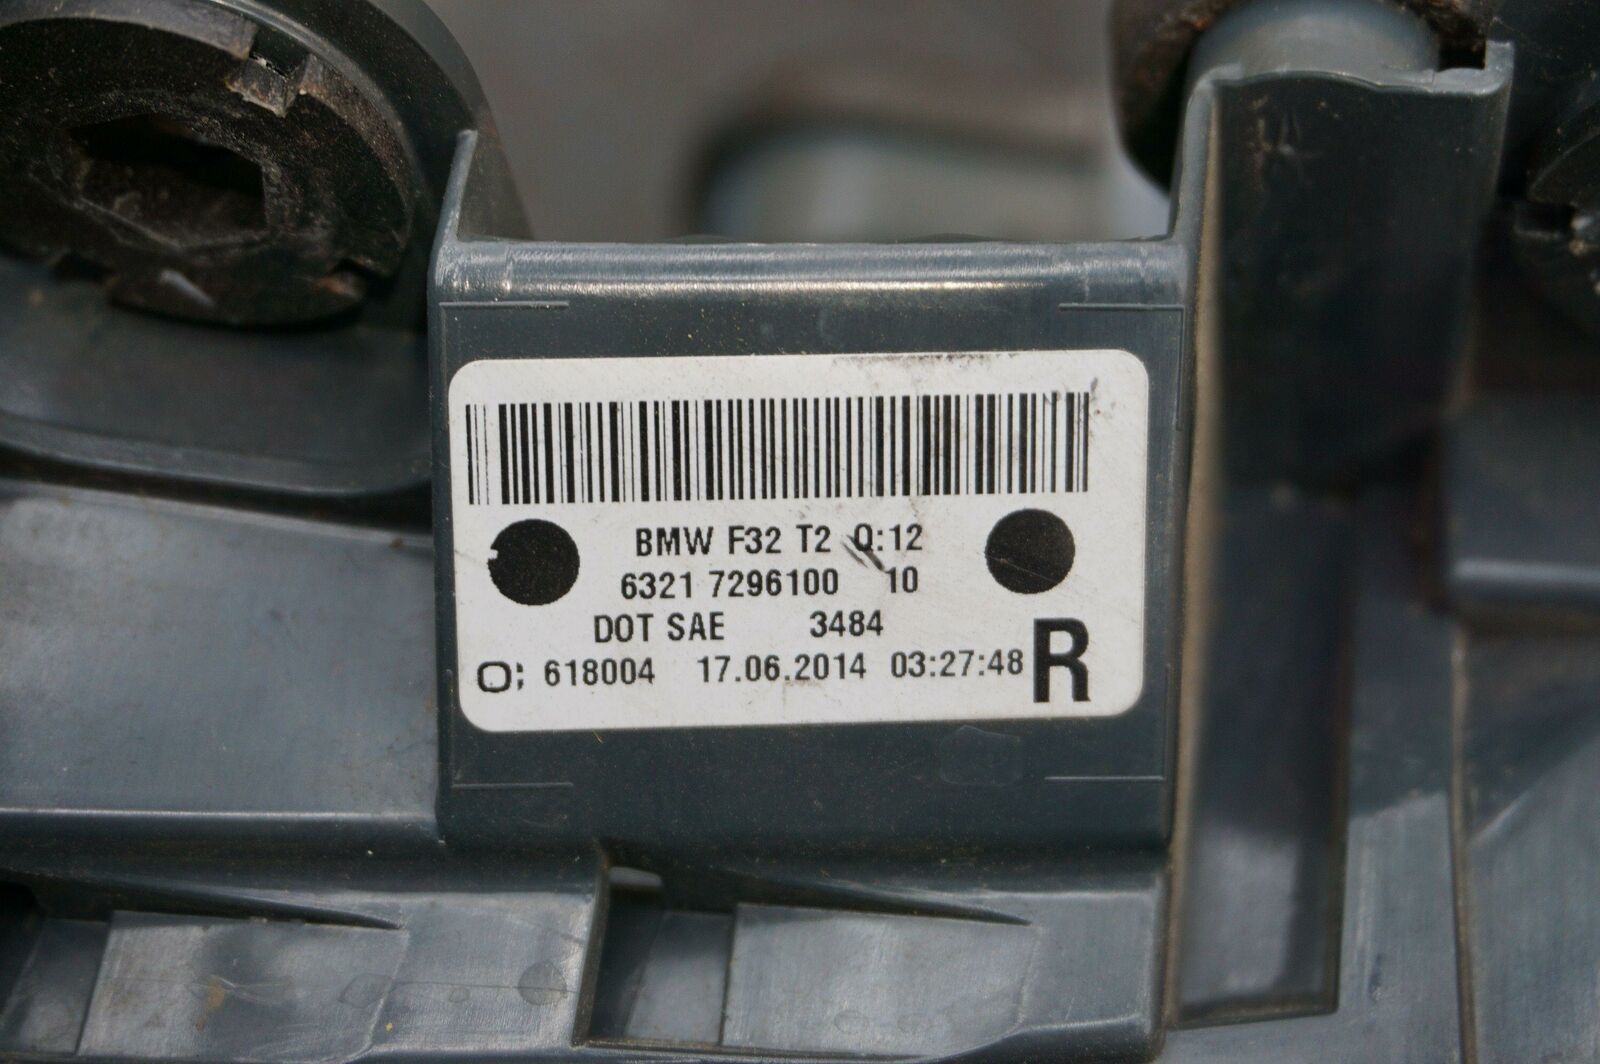 BMW F32 T2 Q:12
6321 7296100 10
DOT SAE 3484
O: 618004 17.06.2014 03:27:48 R